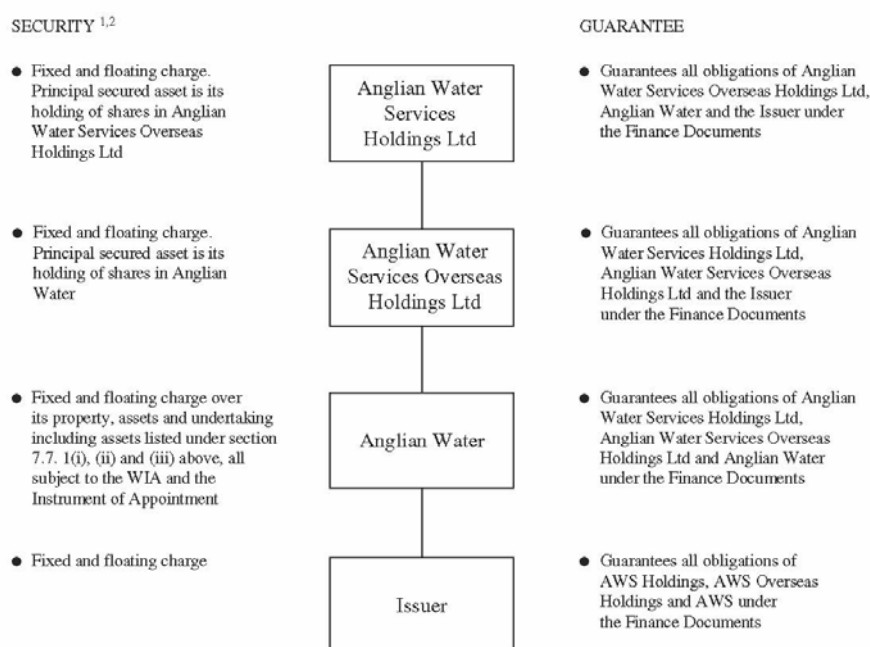 SECURITY 1,2
GUARANTEE
● Fixed and floating charge.
Principal secured asset is its
holding of shares in Anglian
Water Services Overseas
Holdings Ltd
Anglian Water
Services
Holdings Ltd
● Guarantees all obligations of Anglian
Water Services Overseas Holdings Ltd,
Anglian Water and the Issuer under
the Finance Documents
● Fixed and floating charge.
Principal secured asset is its
holding of shares in Anglian
Water
Anglian Water
Services Overseas
Holdings Ltd
● Guarantees all obligations of Anglian
Water Services Holdings Ltd,
Anglian Water Services Overseas
Holdings Ltd and the Issuer
under the Finance Documents
● Fixed and floating charge over
its property, assets and undertaking
including assets listed under section
7.7. 1(i), (ii) and (iii) above, all
subject to the WIA and the
Instrument of Appointment
Anglian Water
● Guarantees all obligations of Anglian
Water Services Holdings Ltd,
Anglian Water Services Overseas
Holdings Ltd and Anglian Water
under the Finance Documents
● Fixed and floating charge
Issuer
● Guarantees all obligations of
AWS Holdings, AWS Overseas
Holdings and AWS under
the Finance Documents